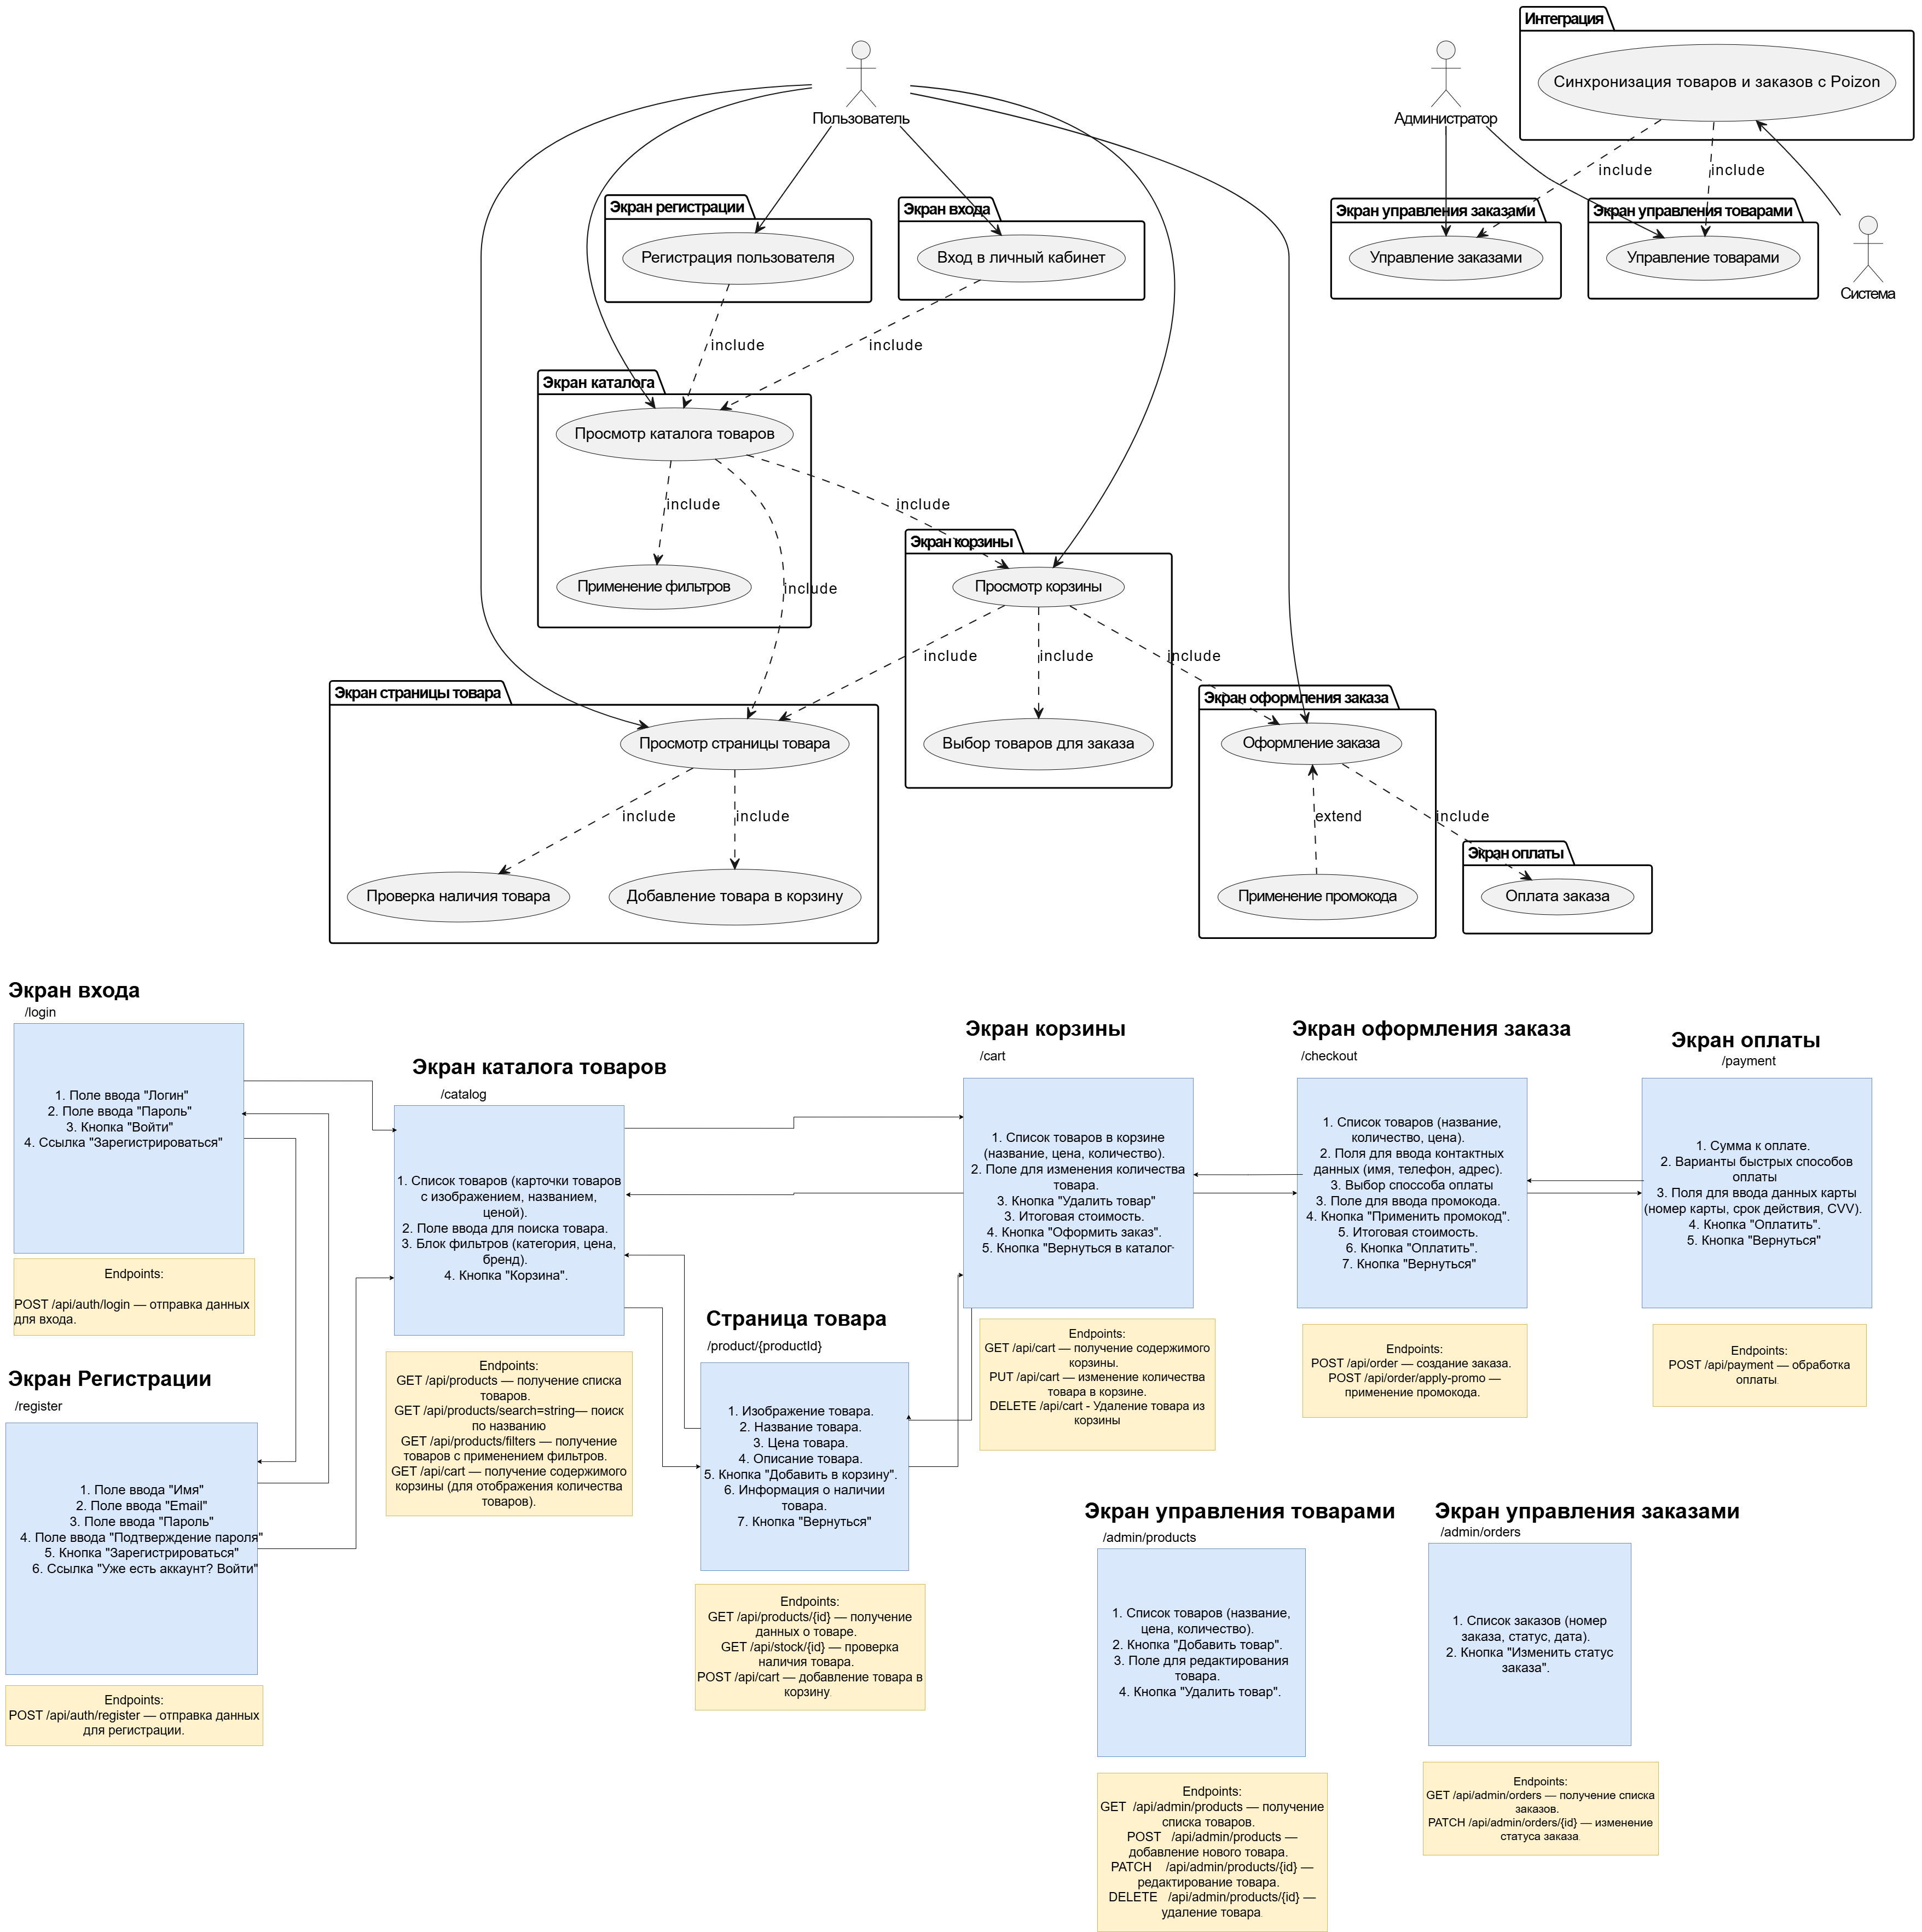 Интеграция
Синхронизация товаров и заказов с Poizon
Пользователь
Администратор
include
include
Экран регистрации
Экран входа
Экран управления заказами
Экран управления товарами
Регистрация пользователя
Вход в личный кабинет
Управление заказами
Управление товарами
Система
include
include
Экран каталога
Просмотр каталога товаров
include
include
Экран корзины
Применение фильтров
include
Просмотр корзины
include
include
include
Экран страницы товара
Экран оформления заказа
Просмотр страницы товара
Выбор товаров для заказа
Оформление заказа
include
include
extend
include
Экран оплаты
Проверка наличия товара
Добавление товара в корзину
Применение промокода
Оплата заказа
Экран входа
/login
1. Поле ввода "Логин"
2. Поле ввода "Пароль"
3. Кнопка "Войти"
4. Ссылка "Зарегистрироваться"
Endpoints:
POST /api/auth/login — отправка данных
для входа.
Экран Регистрации
/register
1. Поле ввода "Имя"
2. Поле ввода "Email"
3. Поле ввода "Пароль"
4. Поле ввода "Подтверждение пароля"
5. Кнопка "Зарегистрироваться"
6. Ссылка "Уже есть аккаунт? Войти"
Endpoints:
POST /api/auth/register — отправка данных
для регистрации.
Экран каталога товаров
/catalog
1. Список товаров (карточки товаров
с изображением, названием,
ценой).
2. Поле ввода для поиска товара.
3. Блок фильтров (категория, цена,
бренд).
4. Кнопка "Корзина".
Endpoints:
GET /api/products — получение списка
товаров.
GET /api/products/search=string— поиск
по названию
GET /api/products/filters — получение
товаров с применением фильтров.
GET /api/cart — получение содержимого
корзины (для отображения количества
товаров).
Страница товара
/product/{productId}
1. Изображение товара.
2. Название товара.
3. Цена товара.
4. Описание товара.
5. Кнопка "Добавить в корзину".
6. Информация о наличии
товара.
7. Кнопка "Вернуться"
Endpoints:
GET /api/products/{id} — получение
данных о товаре.
GET /api/stock/{id} — проверка
наличия товара.
POST /api/cart — добавление товара в
корзину.
Экран корзины
/cart
1. Список товаров в корзине
(название, цена, количество).
2. Поле для изменения количества
товара.
3. Кнопка "Удалить товар"
3. Итоговая стоимость.
4. Кнопка "Оформить заказ".
5. Кнопка "Вернуться в каталог"
Endpoints:
GET /api/cart — получение содержимого
корзины.
PUT /api/cart — изменение количества
товара в корзине.
DELETE /api/cart - Удаление товара из
корзины
Экран оформления заказа
/checkout
1. Список товаров (название,
количество, цена).
2. Поля для ввода контактных
данных (имя, телефон, адрес).
3. Выбор спссоба оплаты
3. Поле для ввода промокода.
4. Кнопка "Применить промокод".
5. Итоговая стоимость.
6. Кнопка "Оплатить".
7. Кнопка "Вернуться"
Endpoints:
POST /api/order — создание заказа.
POST /api/order/apply-promo —
применение промокода.
Экран оплаты
/payment
1. Сумма к оплате.
2. Варианты быстрых способов
оплаты
3. Поля для ввода данных карты
(номер карты, срок действия, CVV).
4. Кнопка "Оплатить".
5. Кнопка "Вернуться"
Endpoints:
POST /api/payment — обработка
оплаты.
Экран управления товарами
/admin/products
1. Список товаров (название,
цена, количество).
2. Кнопка "Добавить товар".
3. Поле для редактирования
товара.
4. Кнопка "Удалить товар".
Endpoints:
GET /api/admin/products — получение
списка товаров.
POST /api/admin/products —
добавление нового товара.
PATCH /api/admin/products/{id} —
редактирование товара.
DELETE /api/admin/products/{id} —
удаление товара.
Экран управления заказами
/admin/orders
1. Список заказов (номер
заказа, статус, дата).
2. Кнопка "Изменить статус
заказа".
Endpoints:
GET /api/admin/orders — получение списка
заказов.
PATCH /api/admin/orders/{id} — изменение
статуса заказа